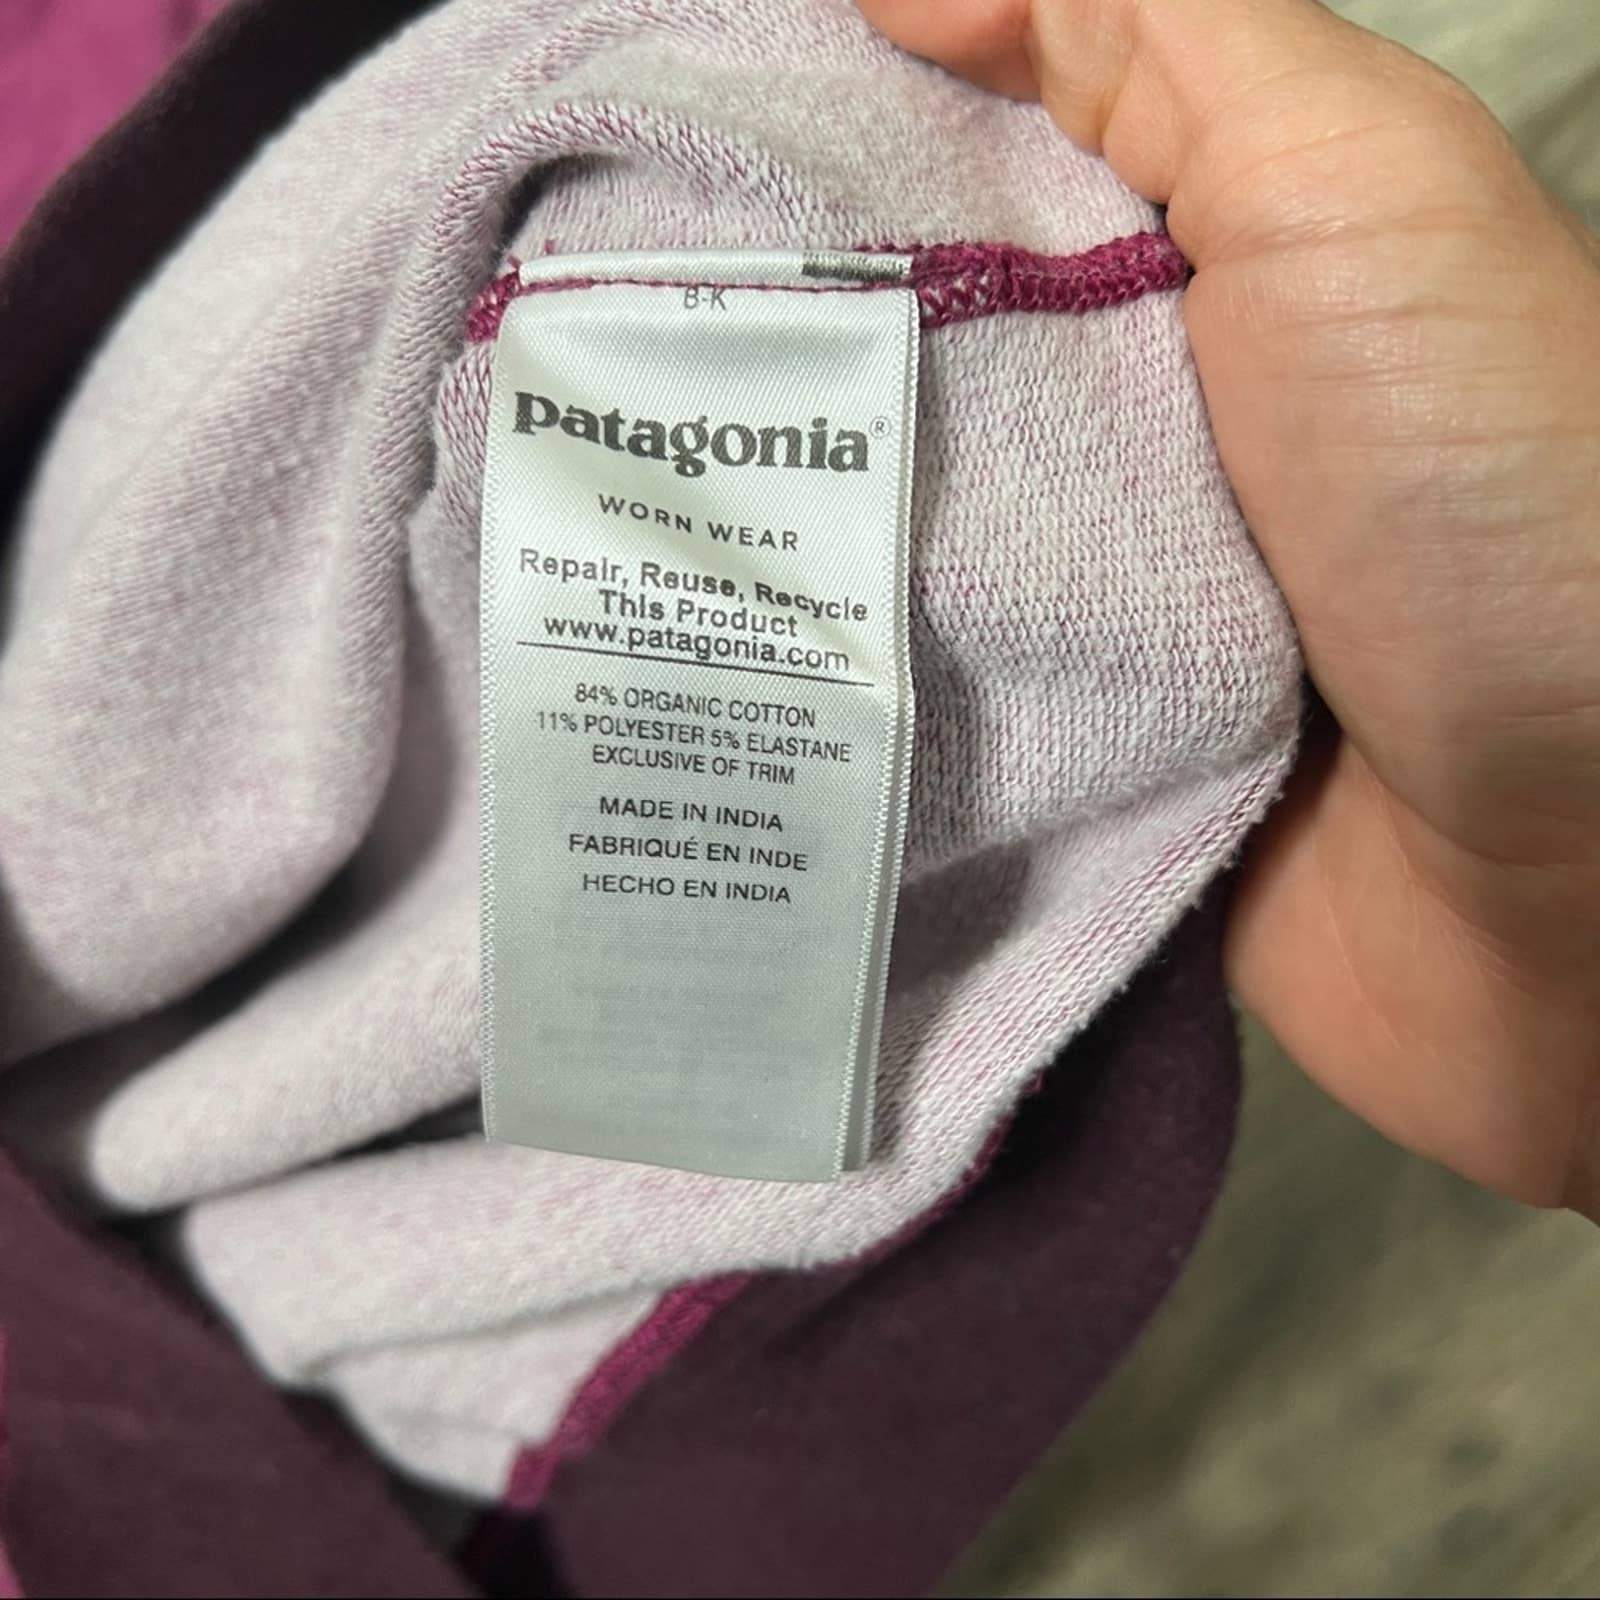 B-K
patagonia®
WORN WEAR
Repair, Reuse, Recycle
This Product
www.patagonia.com
84% ORGANIC COTTON
11% POLYESTER 5% ELASTANE
EXCLUSIVE OF TRIM
MADE IN INDIA
FABRIQUÉ EN INDE
HECHO EN INDIA